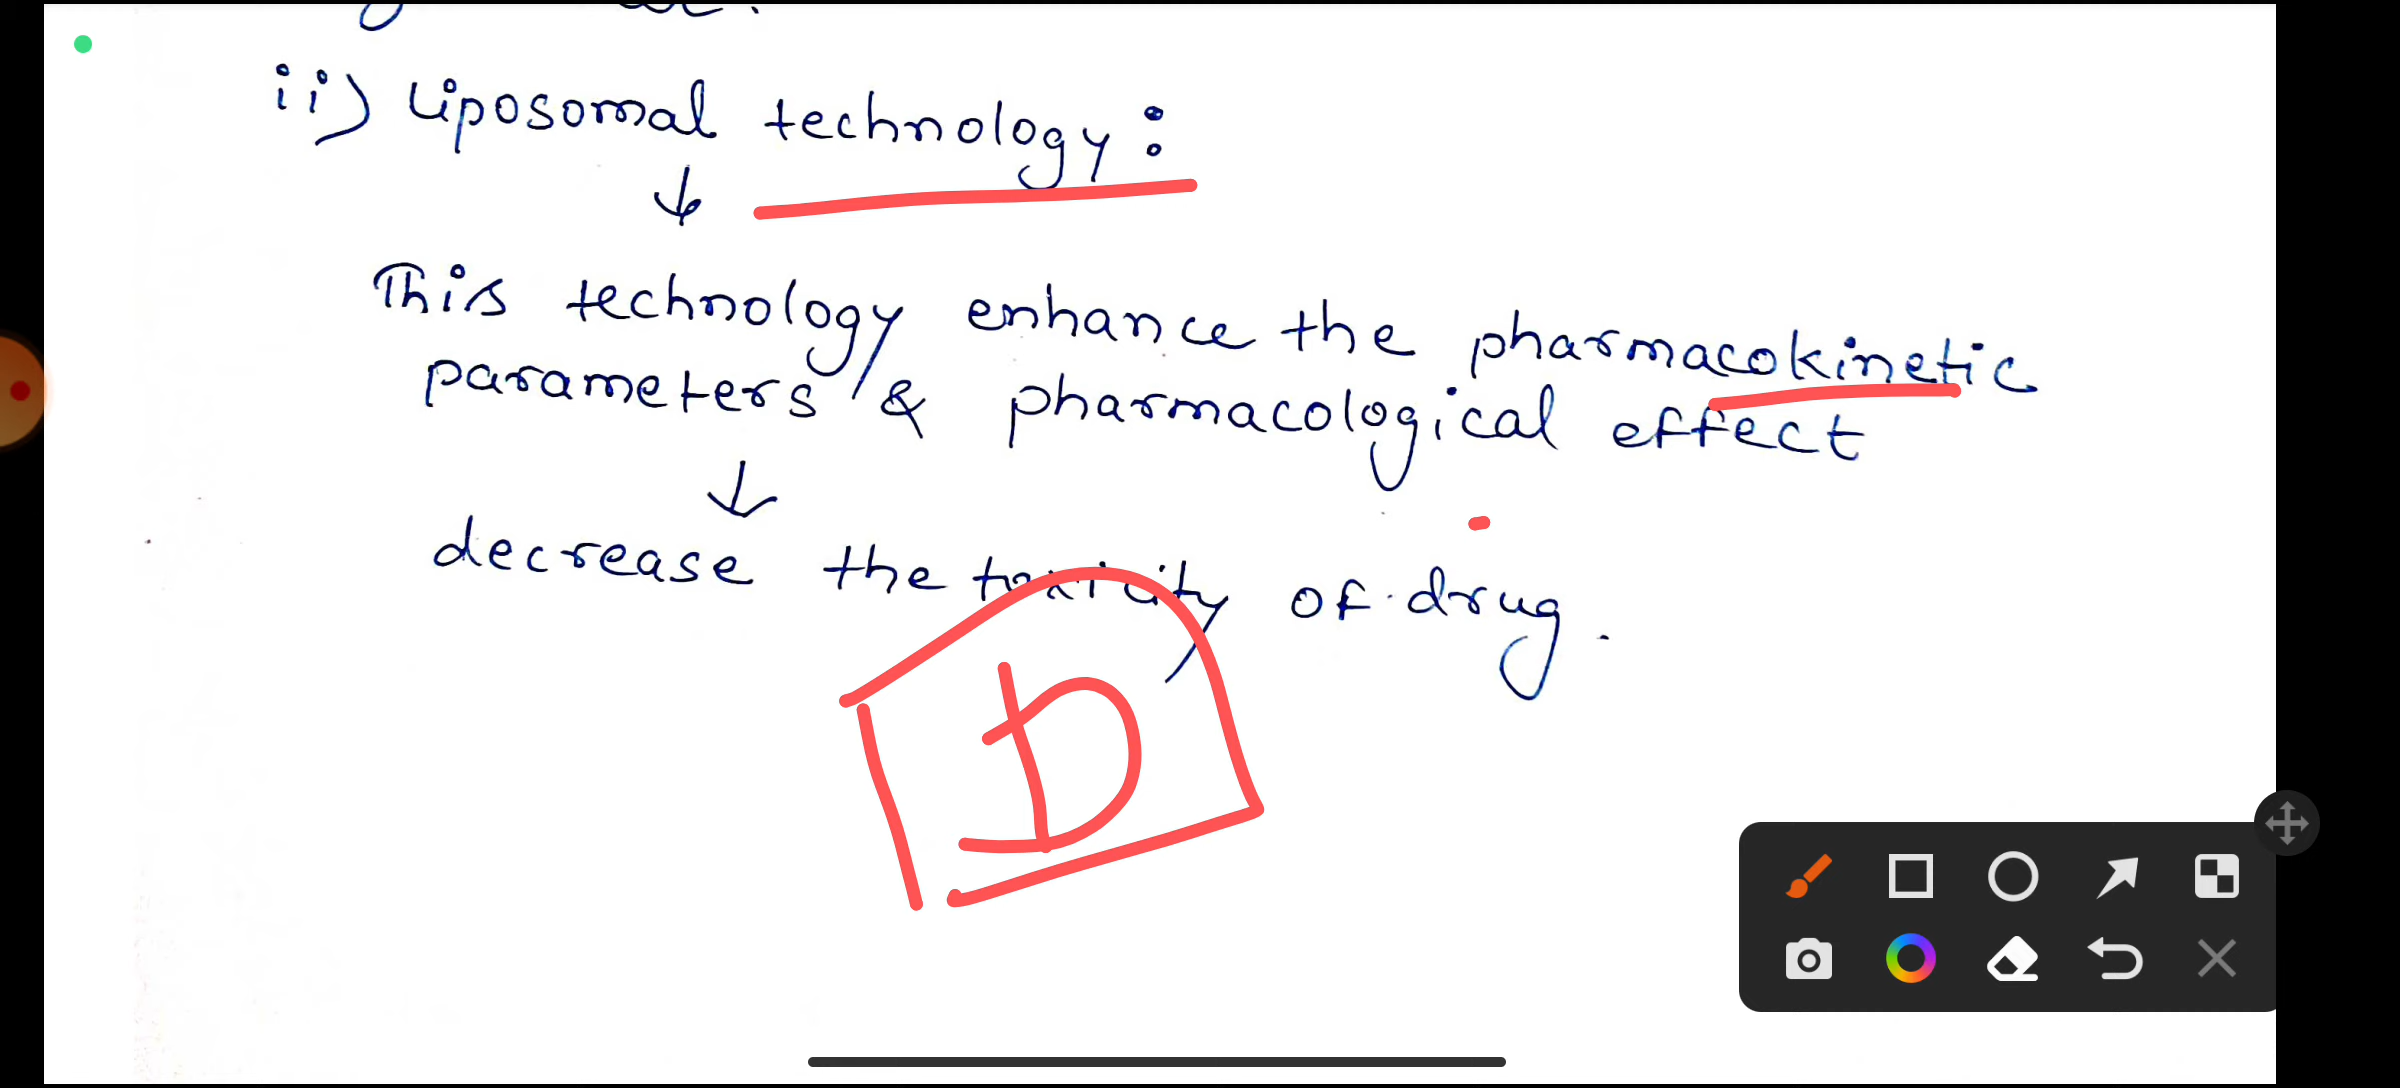 ii) Liposomal technology:
↓
This technology enhance the pharmacokinetic
parameters & pharmacological effect
↓
decrease the toxicity of drug.
D